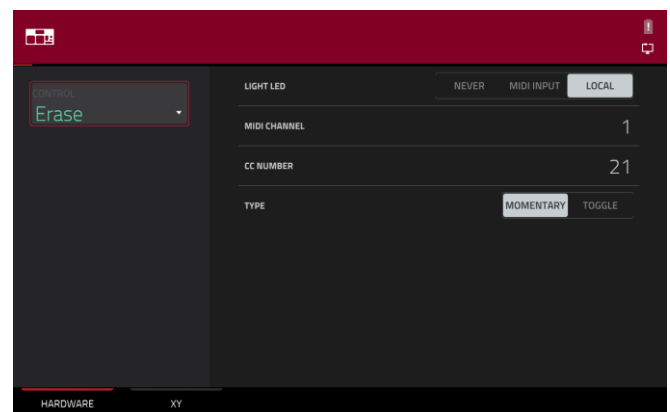 CONTROL
Erase
LIGHT LED NEVER MIDI INPUT LOCAL
MIDI CHANNEL 1
CC NUMBER 21
TYPE MOMENTARY TOGGLE
HARDWARE XY